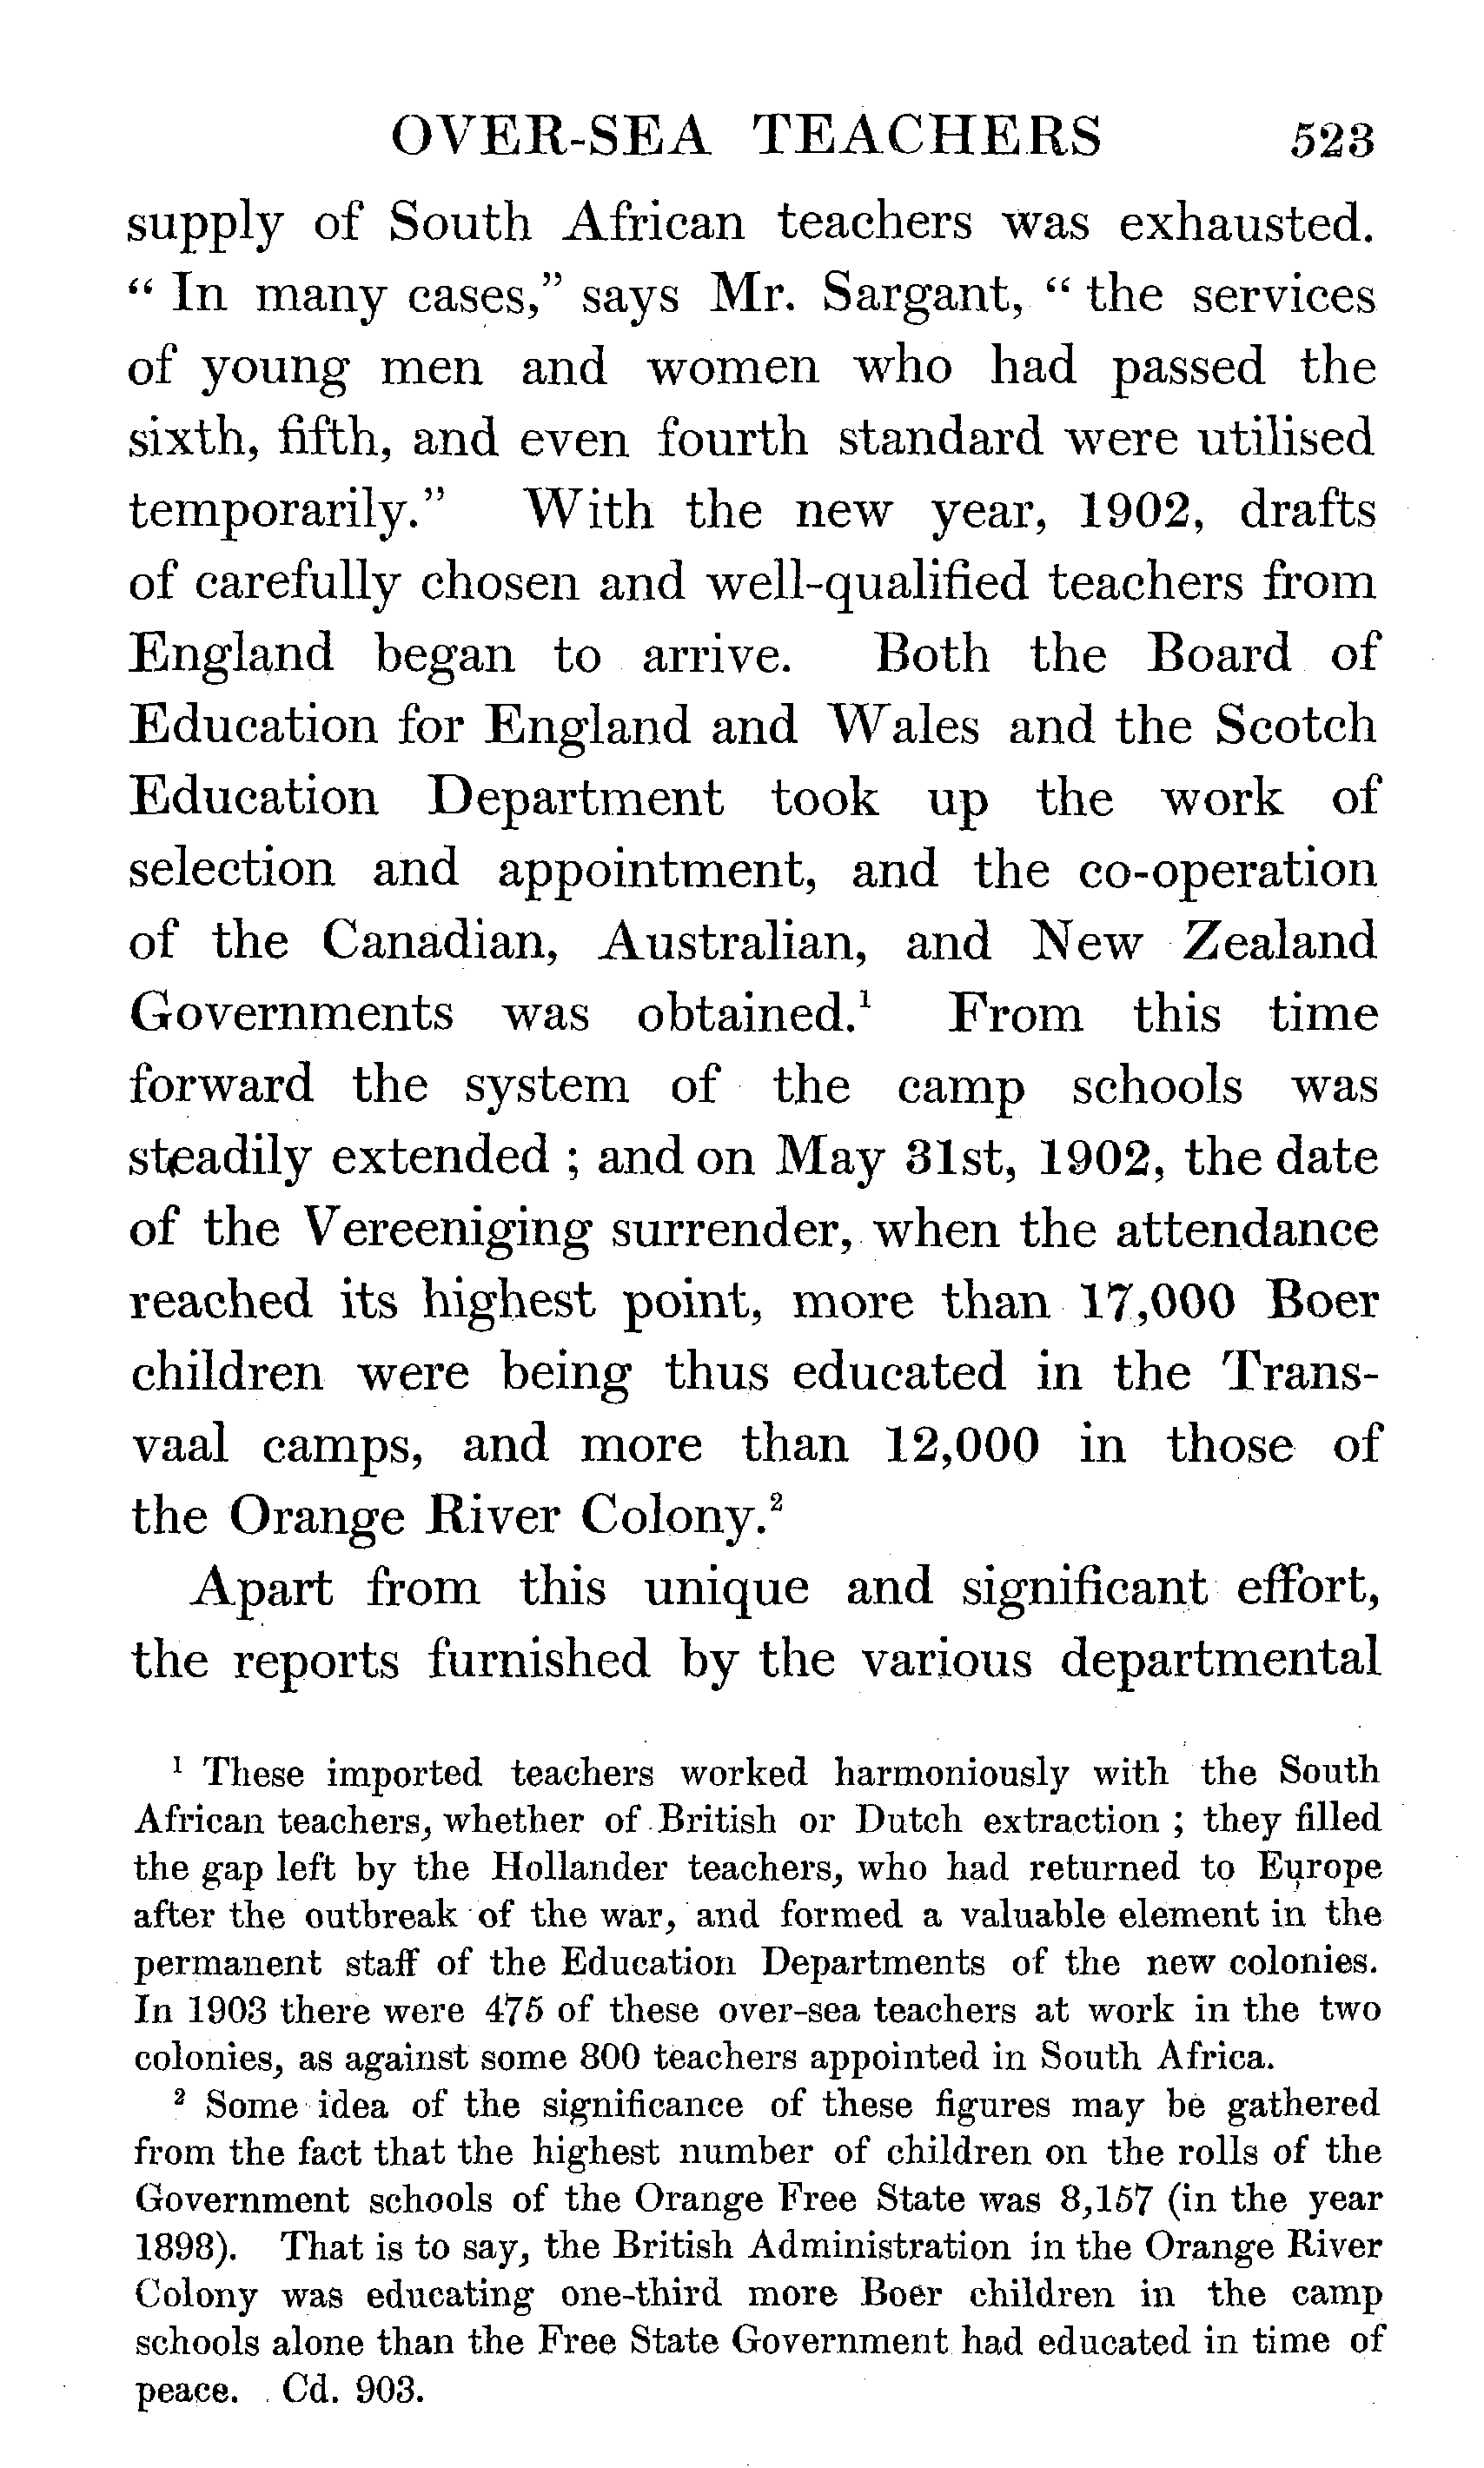 OVER-SEA TEACHERS 523
supply of South African teachers was exhausted.
“ In many cases,” says Mr. Sargant, “ the services
of young men and women who had passed the
sixth, fifth, and even fourth standard were utilised
temporarily.” With the new year, 1902, drafts
of carefully chosen and well-qualified teachers from
England began to arrive. Both the Board of
Education for England and Wales and the Scotch
Education Department took up the work of
selection and appointment, and the co-operation
of the Canadian, Australian, and New Zealand
Governments was obtained.¹ From this time
forward the system of the camp schools was
steadily extended ; and on May 31st, 1902, the date
of the Vereeniging surrender, when the attendance
reached its highest point, more than 17,000 Boer
children were being thus educated in the Trans-
vaal camps, and more than 12,000 in those of
the Orange River Colony.²
Apart from this unique and significant effort,
the reports furnished by the various departmental
¹ These imported teachers worked harmoniously with the South
African teachers, whether of British or Dutch extraction ; they filled
the gap left by the Hollander teachers, who had returned to Europe
after the outbreak of the war, and formed a valuable element in the
permanent staff of the Education Departments of the new colonies.
In 1903 there were 475 of these over-sea teachers at work in the two
colonies, as against some 800 teachers appointed in South Africa.
² Some idea of the significance of these figures may be gathered
from the fact that the highest number of children on the rolls of the
Government schools of the Orange Free State was 8,157 (in the year
1898). That is to say, the British Administration in the Orange River
Colony was educating one-third more Boer children in the camp
schools alone than the Free State Government had educated in time of
peace. Cd. 903.